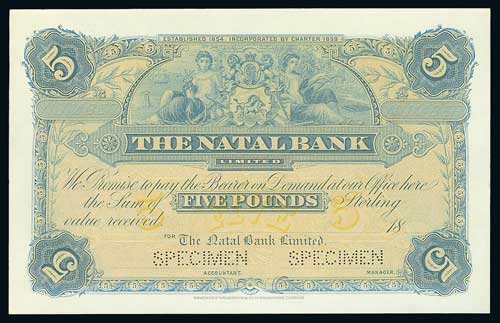 ESTABLISHED 1854 INCORPORATED BY CHARTER 1859
5 5
THE NATAL BANK
LIMITED
We Promise to pay the Bearer on Demand at our Office here
the Sum of FIVE POUNDS Sterling
value received 18
FOR The Natal Bank Limited.
SPECIMEN SPECIMEN
ACCOUNTANT. MANAGER.
5 5